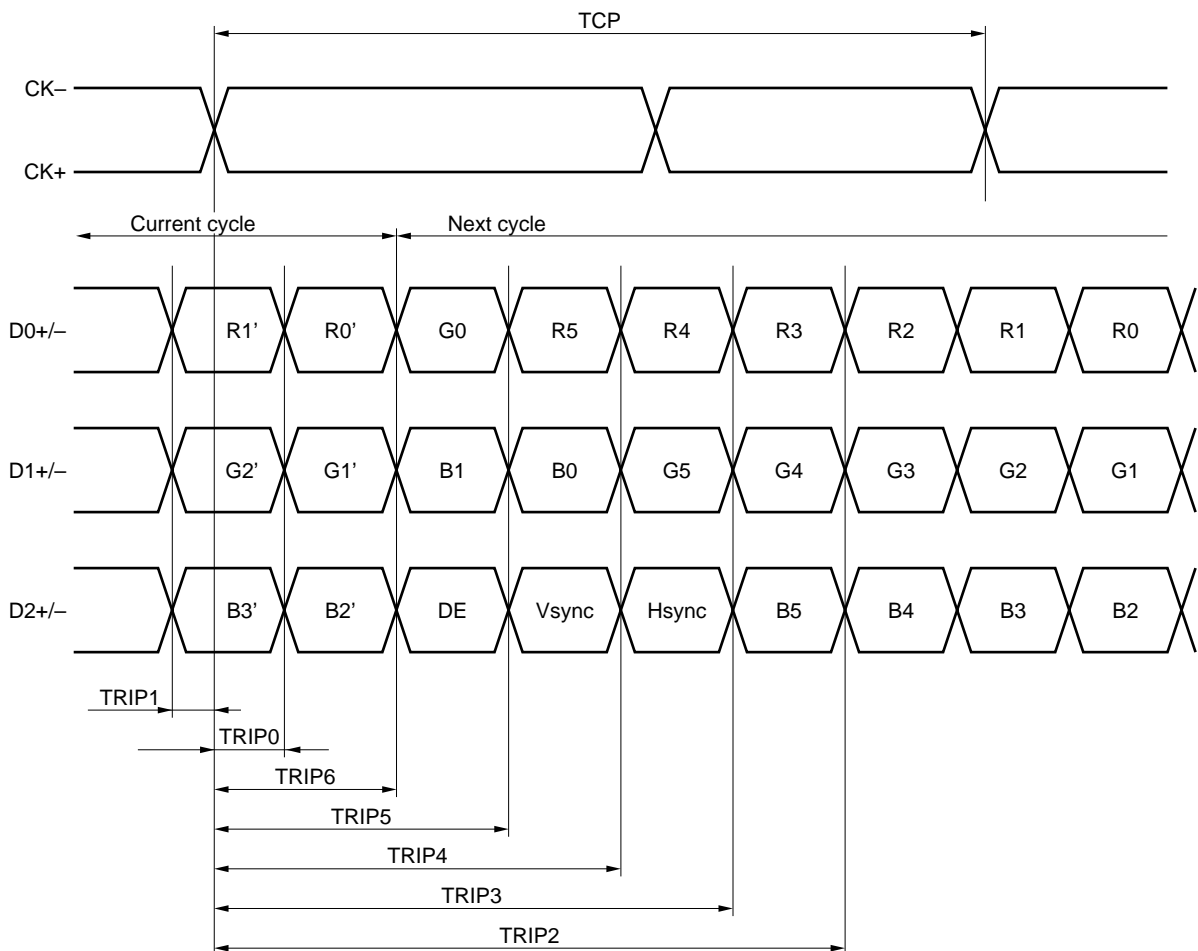 TCP
CK–
CK+
Current cycle Next cycle
D0+/– R1’ R0’ G0 R5 R4 R3 R2 R1 R0
D1+/– G2’ G1’ B1 B0 G5 G4 G3 G2 G1
D2+/– B3’ B2’ DE Vsync Hsync B5 B4 B3 B2
TRIP1
TRIP0
TRIP6
TRIP5
TRIP4
TRIP3
TRIP2